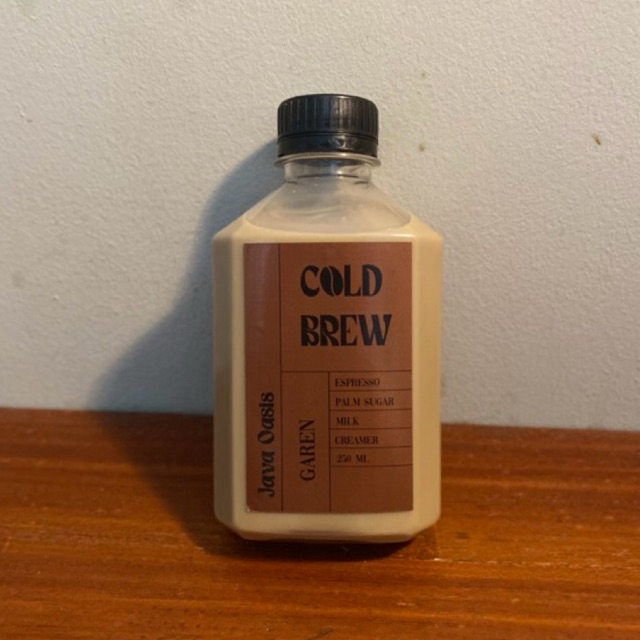 COLD
BREW
Java Oasis
GAREN
ESPRESSO
PALM SUGAR
MILK
CREAMER
250 ML